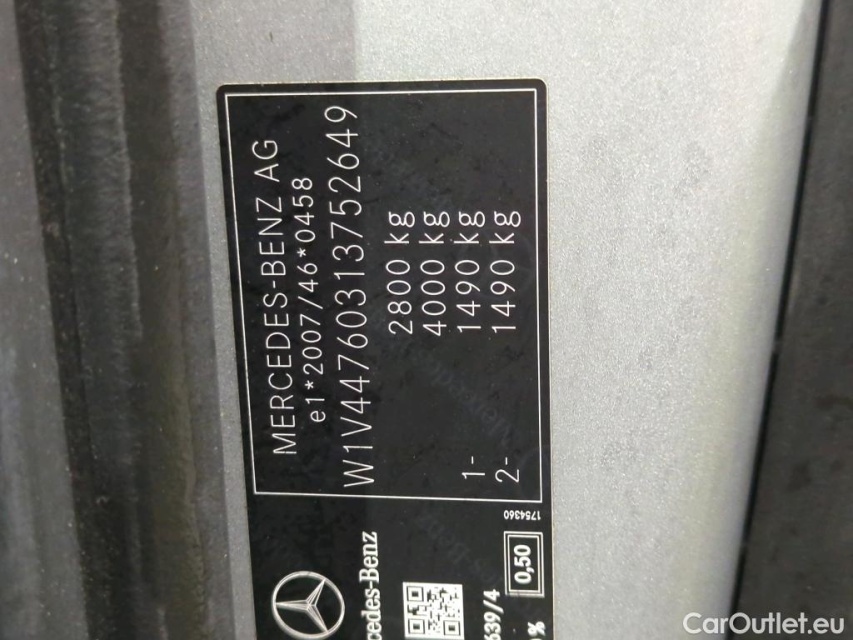 MERCEDES-BENZ AG
e1*2007/46*0458
W1V44760313752649
2800 kg
4000 kg
1- 1490 kg
2- 1490 kg
1754360
cedes-Benz
639/4
0,50
%
CarOutlet.eu